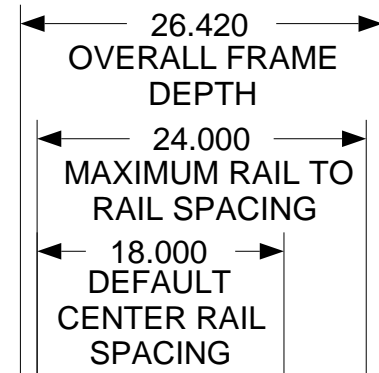 26.420
OVERALL FRAME
DEPTH
24.000
MAXIMUM RAIL TO
RAIL SPACING
18.000
DEFAULT
CENTER RAIL
SPACING